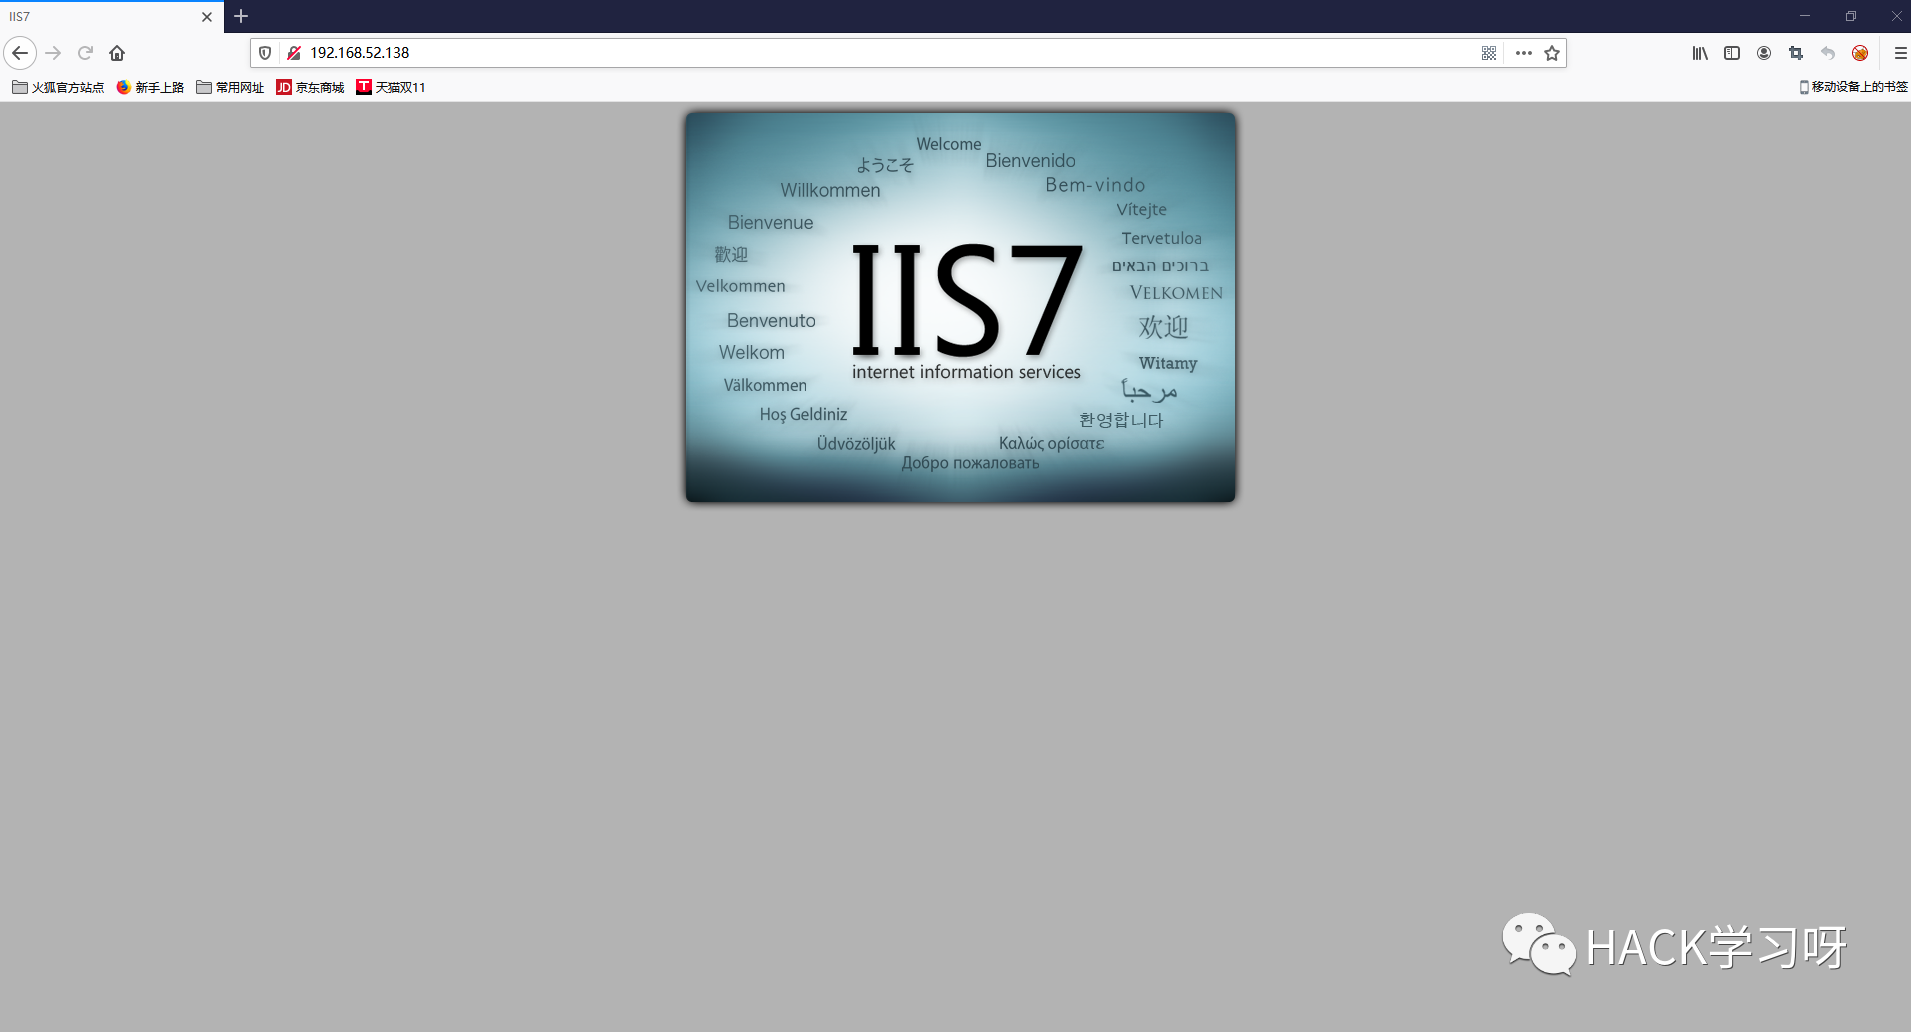 IIS7
192.168.52.138
火狐官方站点 新手上路 常用网址 JD 京东商城 T 天猫双11 移动设备上的书签
Welcome
ようこそ
Bienvenido
Willkommen
Bem-vindo
Bienvenue
Vítejte
歡迎
Tervetuloa
Velkommen
ברוכים הבאים
Benvenuto
VELKOMEN
Welkom
欢迎
Välkommen
Witamy
Hoş Geldiniz
مرحباً
Üdvözöljük
환영합니다
Καλώς ορίσατε
Добро пожаловать
IIS7
internet information services
HACK学习呀